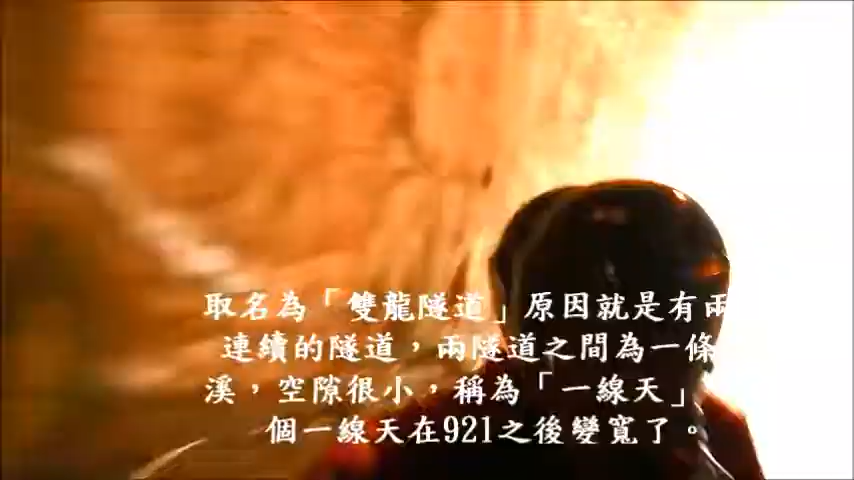 取名為「雙龍隧道」原因就是有兩
連續的隧道，兩隧道之間為一條
溪，空隙很小，稱為「一線天」
個一線天在921之後變寬了。